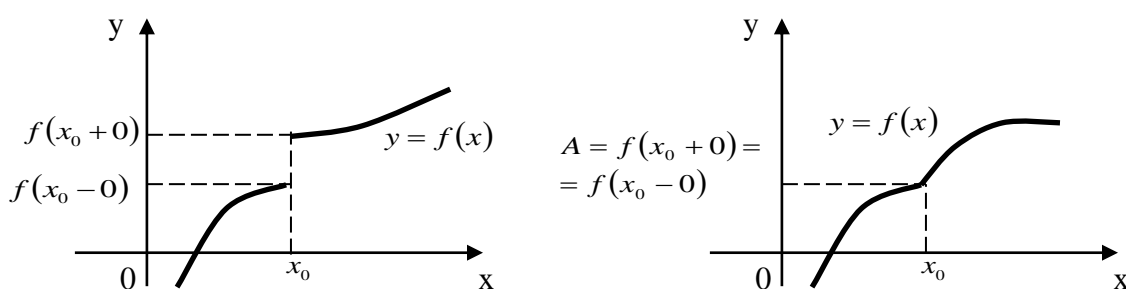 y
f(x₀ + 0)
y = f(x)
f(x₀ − 0)
0
x₀
x
y
y = f(x)
A = f(x₀ + 0) =
= f(x₀ − 0)
0
x₀
x